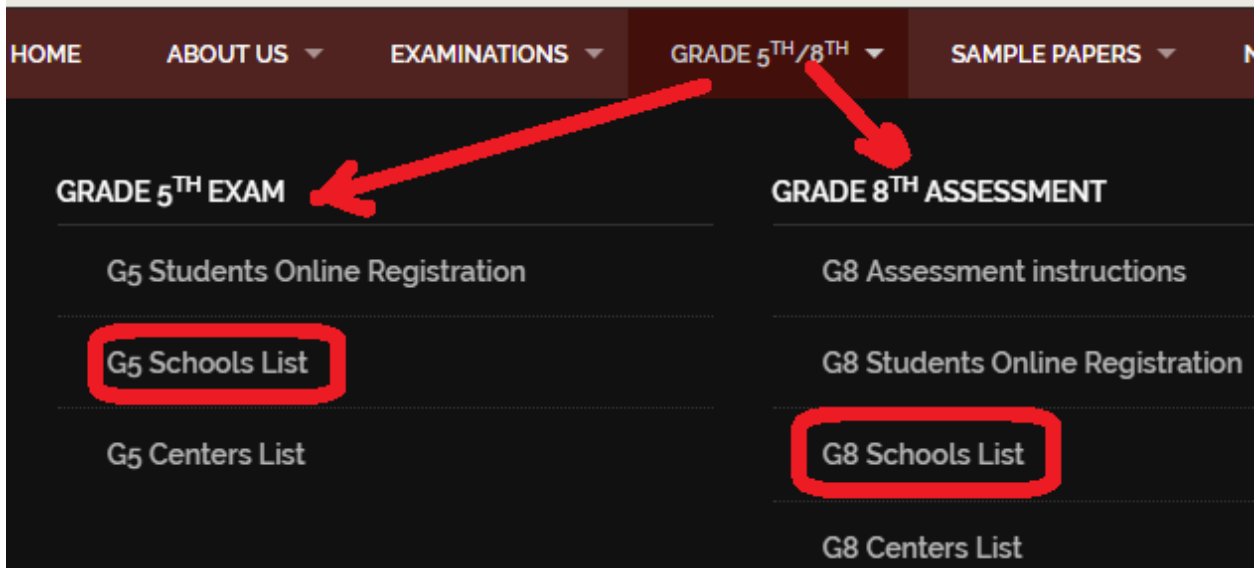 HOME ABOUT US EXAMINATIONS GRADE 5TH/8TH SAMPLE PAPERS
GRADE 5TH EXAM
G5 Students Online Registration
G5 Schools List
G5 Centers List
GRADE 8TH ASSESSMENT
G8 Assessment instructions
G8 Students Online Registration
G8 Schools List
G8 Centers List